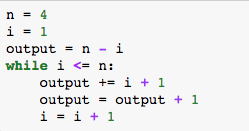 n = 4
i = 1
output = n - i
while i <= n:
    output += i + 1
    output = output + 1
    i = i + 1